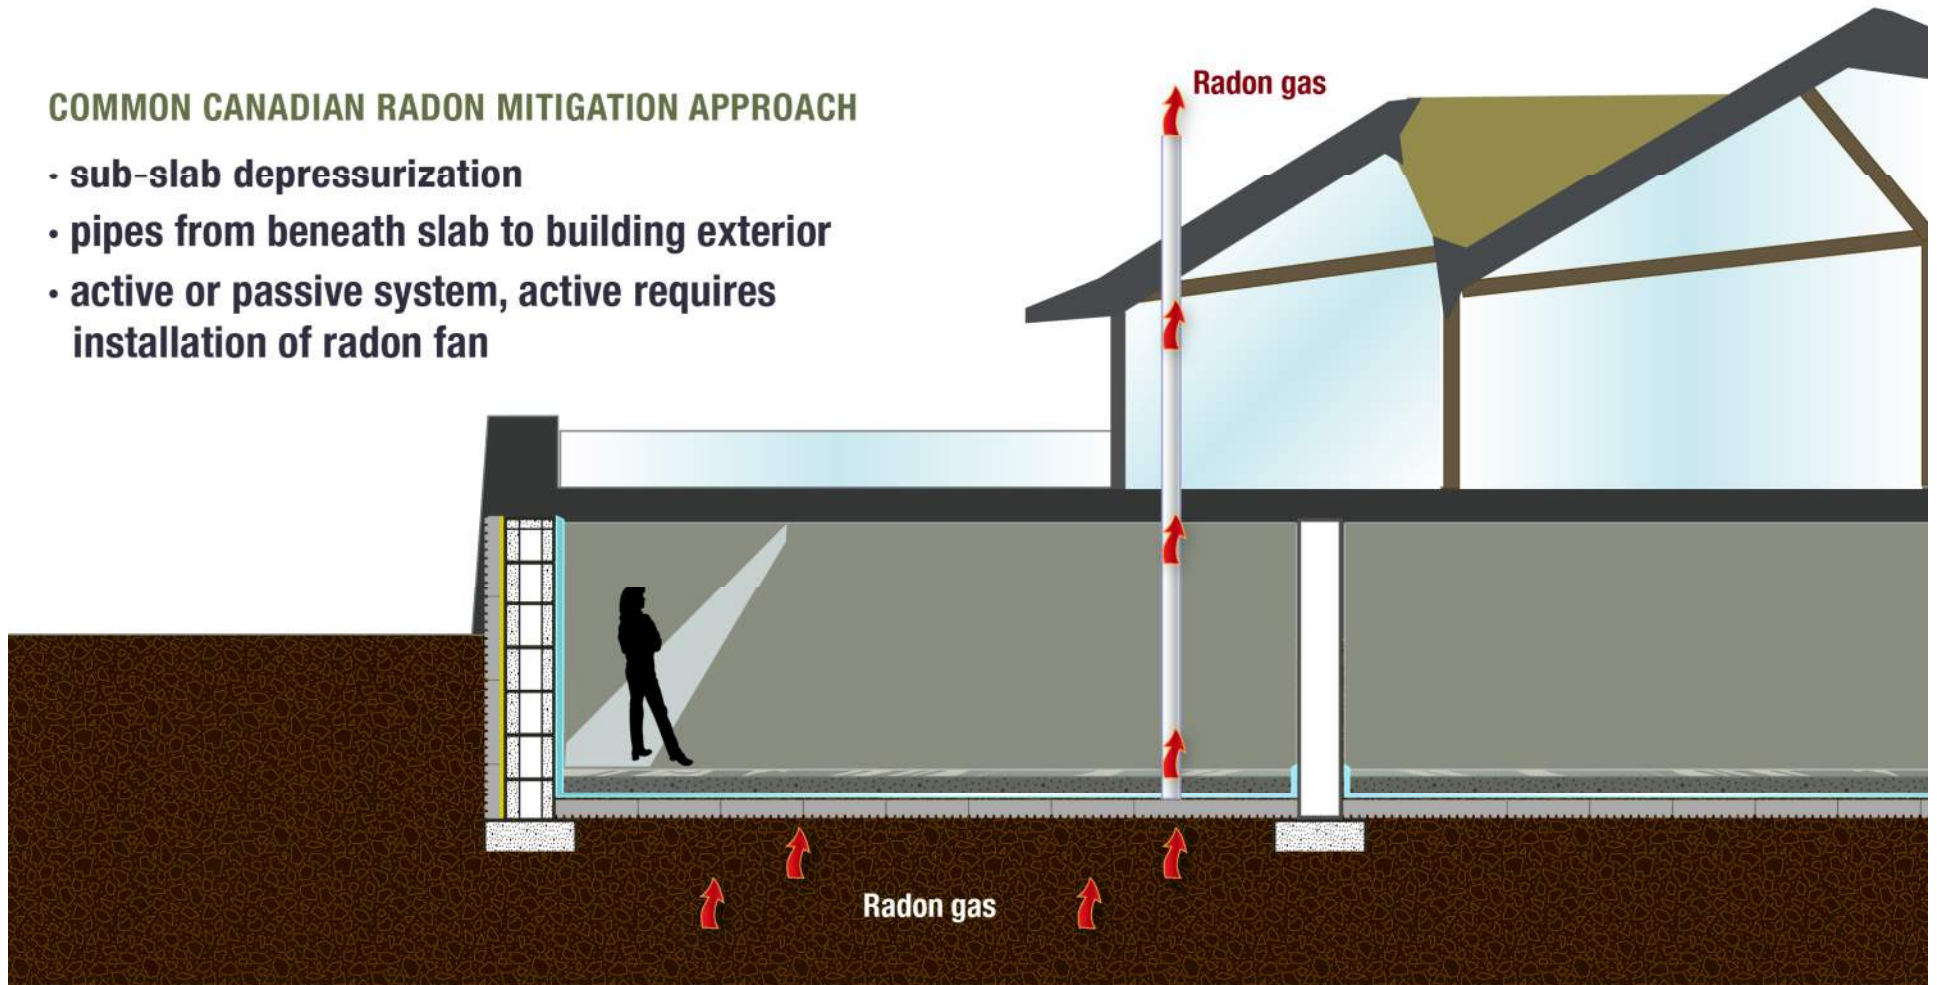 COMMON CANADIAN RADON MITIGATION APPROACH
· sub-slab depressurization
· pipes from beneath slab to building exterior
· active or passive system, active requires
installation of radon fan
Radon gas
Radon gas